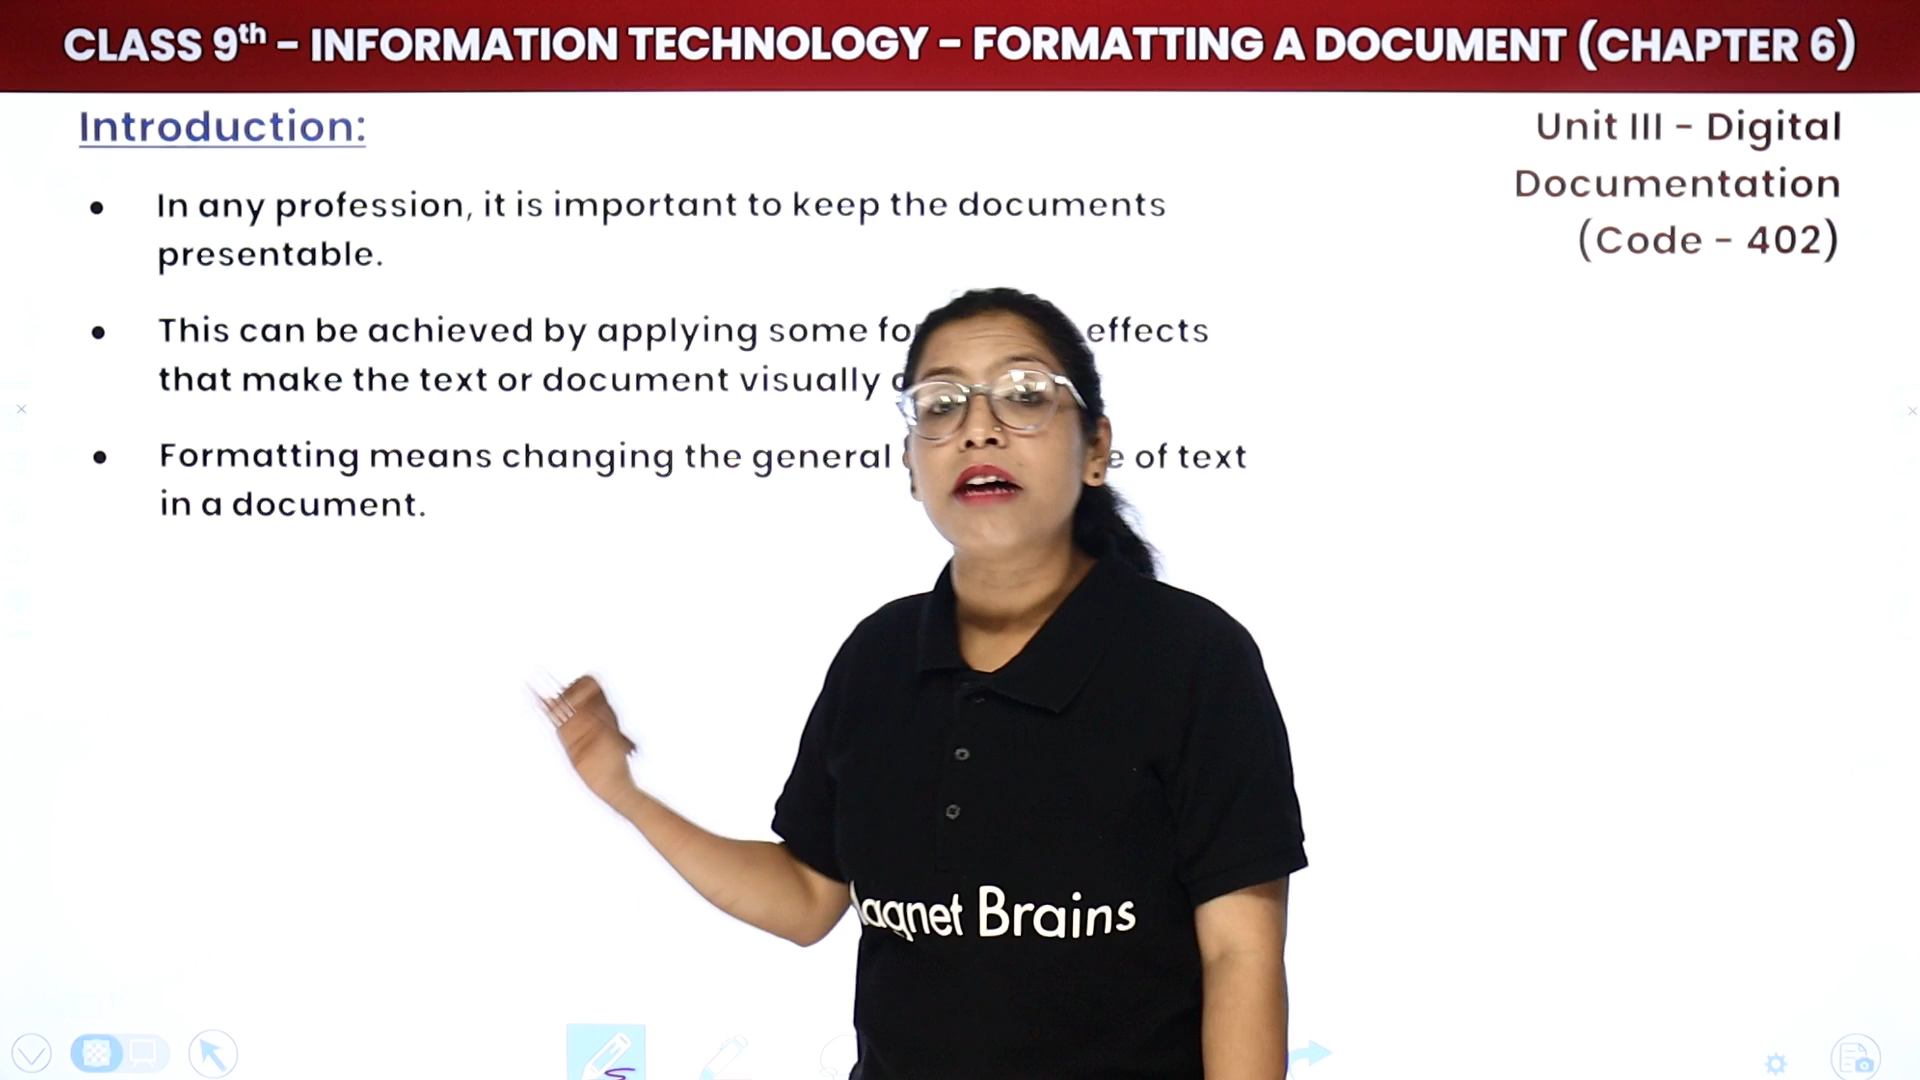 CLASS 9th – INFORMATION TECHNOLOGY – FORMATTING A DOCUMENT (CHAPTER 6)
Introduction:
Unit III – Digital
Documentation
(Code – 402)
• In any profession, it is important to keep the documents
presentable.
• This can be achieved by applying some effects
that make the text or document visually
• Formatting means changing the general of text
in a document.
Brains